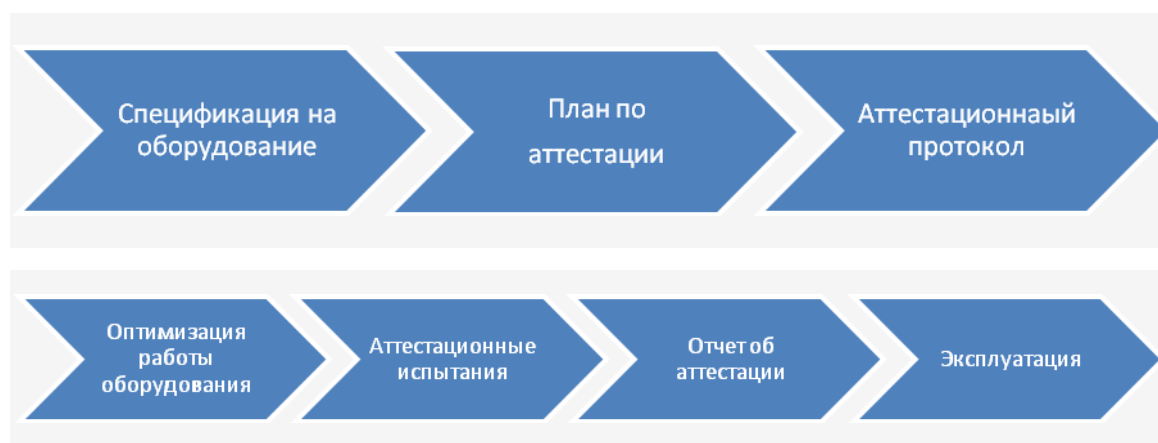 Спецификация на
оборудование
План по
аттестации
Аттестационнаый
протокол
Оптимизация
работы
оборудования
Аттестационные
испытания
Отчет об
аттестации
Эксплуатация